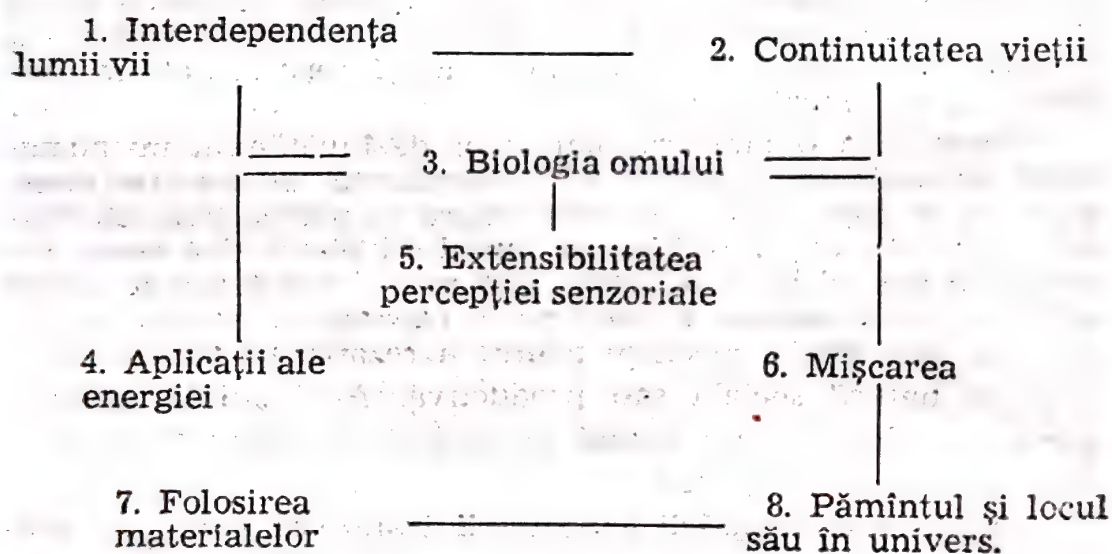 1. Interdependența
lumii vii
2. Continuitatea vieții
3. Biologia omului
5. Extensibilitatea
percepției senzoriale
4. Aplicații ale
energiei
6. Mișcarea
7. Folosirea
materialelor
8. Pămîntul și locul
său în univers.